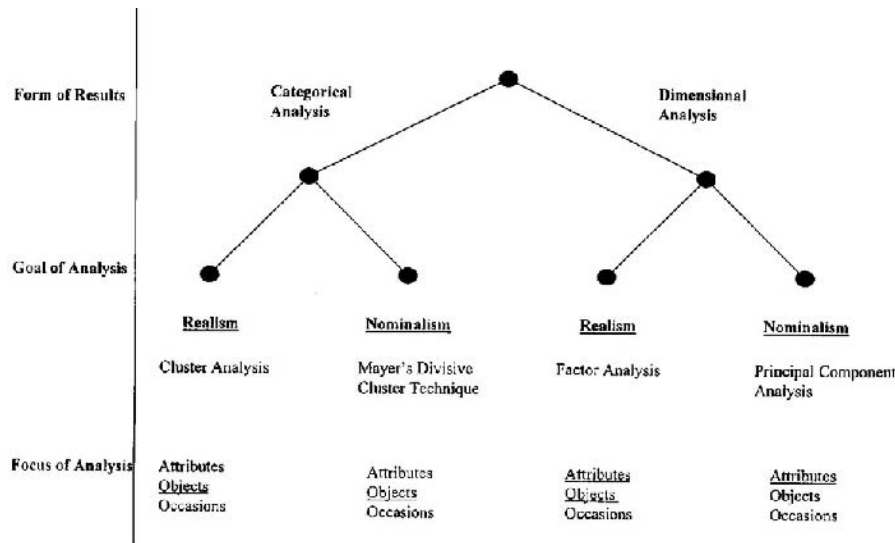 Form of Results
Categorical
Analysis
Dimensional
Analysis
Goal of Analysis
Realism
Nominalism
Realism
Nominalism
Cluster Analysis
Mayer's Divisive
Cluster Technique
Factor Analysis
Principal Component
Analysis
Focus of Analysis
Attributes
Objects
Occasions
Attributes
Objects
Occasions
Attributes
Objects
Occasions
Attributes
Objects
Occasions